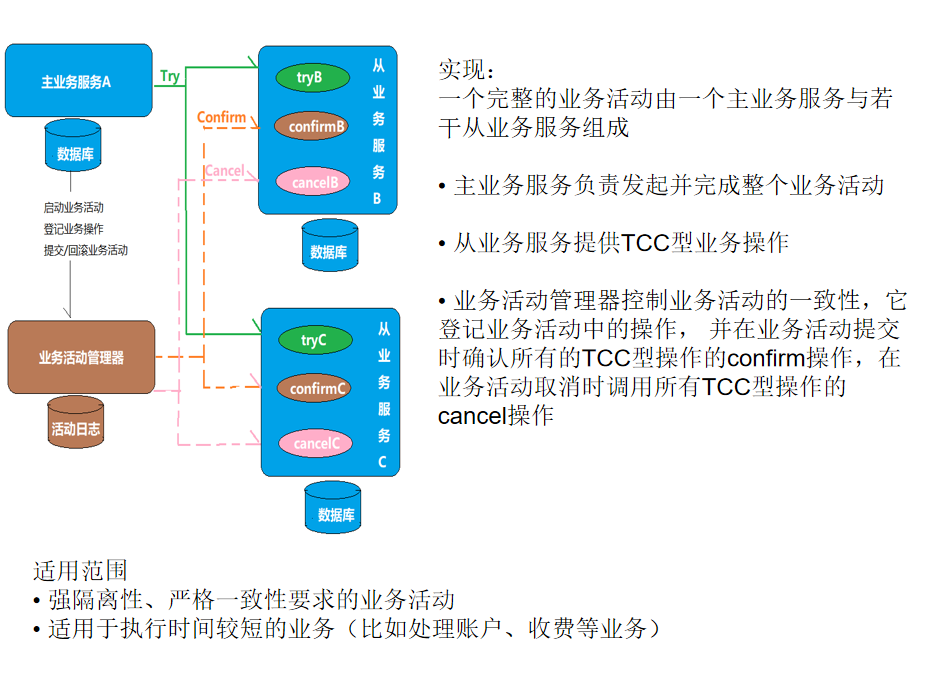 主业务服务A
Try
数据库
启动业务活动
登记业务操作
提交/回滚业务活动
业务活动管理器
活动日志
Confirm
Cancel
tryB
confirmB
cancelB
从业务服务B
数据库
tryC
confirmC
cancelC
从业务服务C
数据库
实现：
一个完整的业务活动由一个主业务服务与若
干从业务服务组成
• 主业务服务负责发起并完成整个业务活动
• 从业务服务提供TCC型业务操作
• 业务活动管理器控制业务活动的一致性，它
登记业务活动中的操作， 并在业务活动提交
时确认所有的TCC型操作的confirm操作，在
业务活动取消时调用所有TCC型操作的
cancel操作
适用范围
• 强隔离性、严格一致性要求的业务活动
• 适用于执行时间较短的业务（比如处理账户、收费等业务）